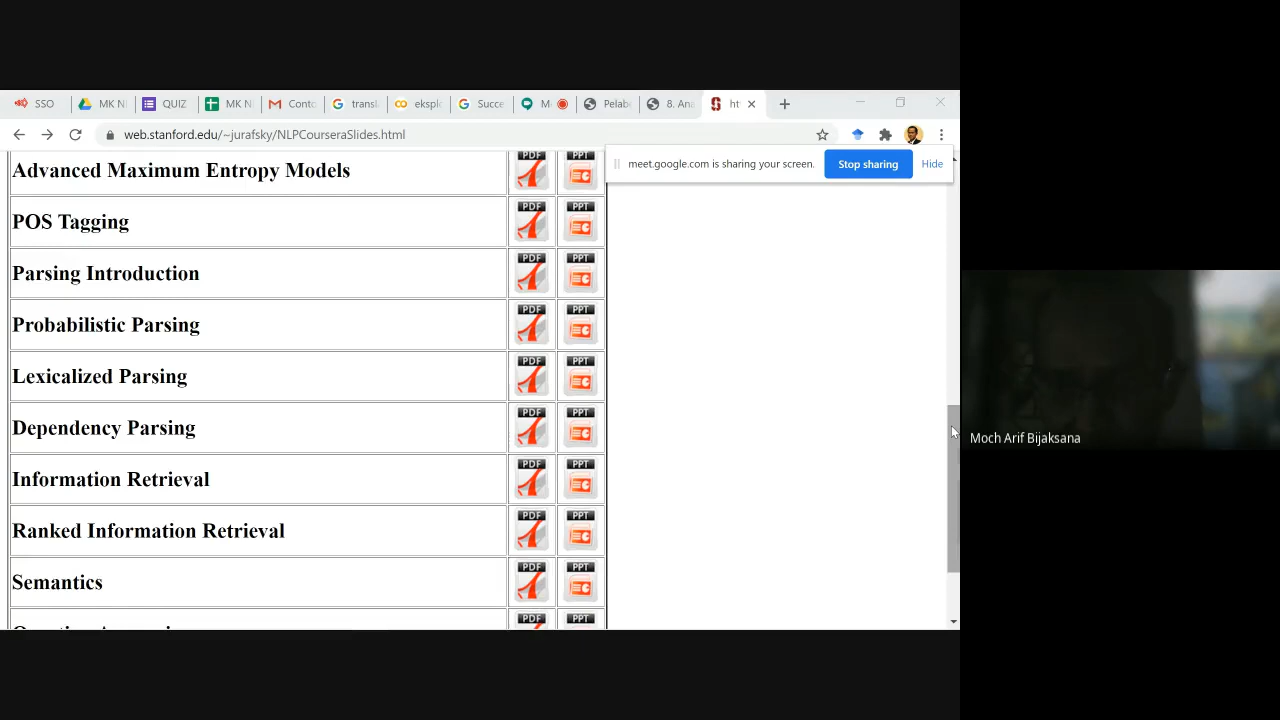 SSO MK N QUIZ MK N Conto transl eksplo Succe M Pelab 8. Ana ht
web.stanford.edu/~jurafsky/NLPCourseraSlides.html
meet.google.com is sharing your screen. Stop sharing Hide
Advanced Maximum Entropy Models PDF PPT
POS Tagging PDF PPT
Parsing Introduction PDF PPT
Probabilistic Parsing PDF PPT
Lexicalized Parsing PDF PPT
Dependency Parsing PDF PPT
Information Retrieval PDF PPT
Ranked Information Retrieval PDF PPT
Semantics PDF PPT
PDF PPT
Moch Arif Bijaksana